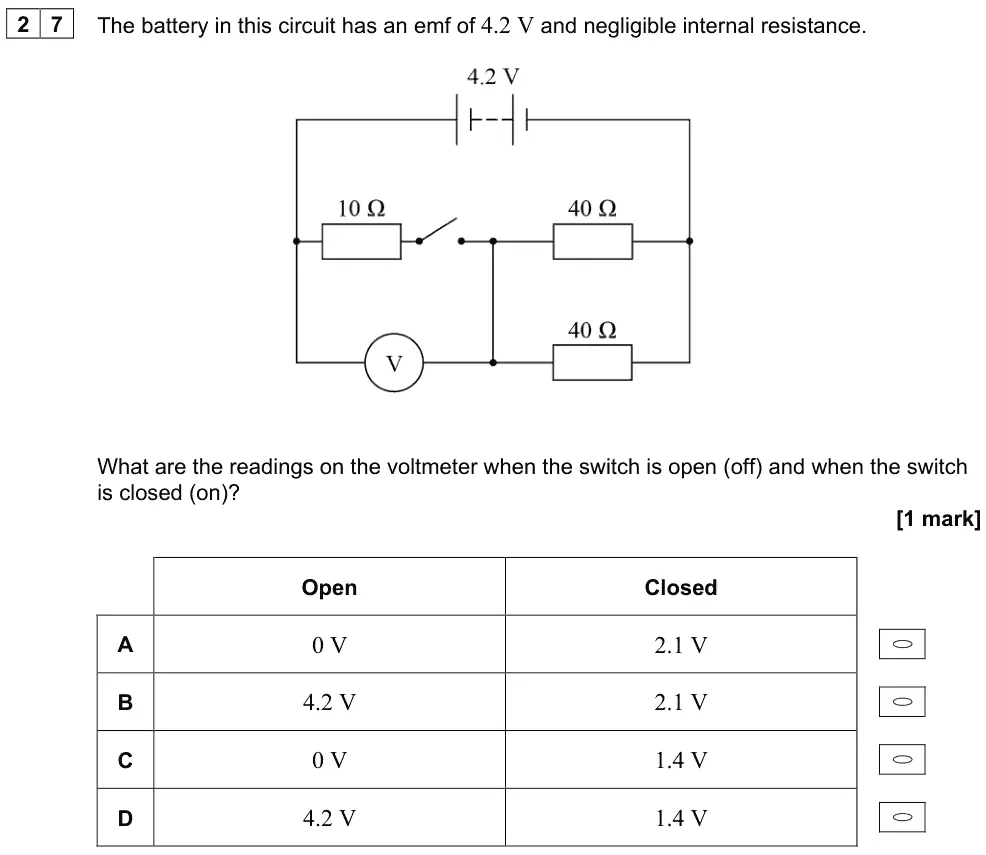 2 7 The battery in this circuit has an emf of 4.2 V and negligible internal resistance.
4.2 V
10 Ω 40 Ω
40 Ω
V
What are the readings on the voltmeter when the switch is open (off) and when the switch
is closed (on)?
[1 mark]
Open Closed
A 0 V 2.1 V
B 4.2 V 2.1 V
C 0 V 1.4 V
D 4.2 V 1.4 V